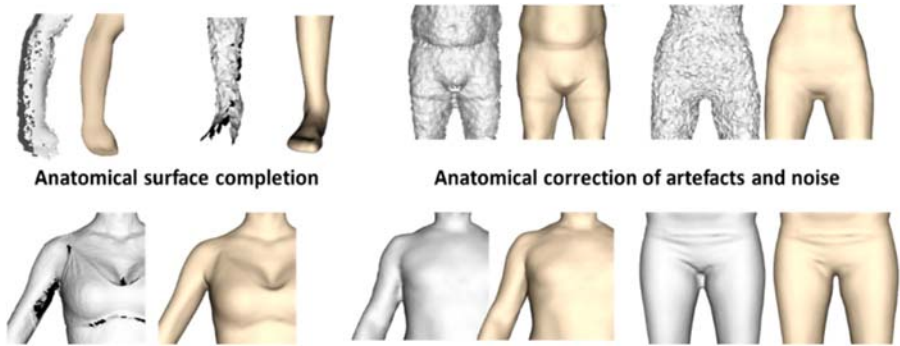 Anatomical surface completion
Anatomical correction of artefacts and noise